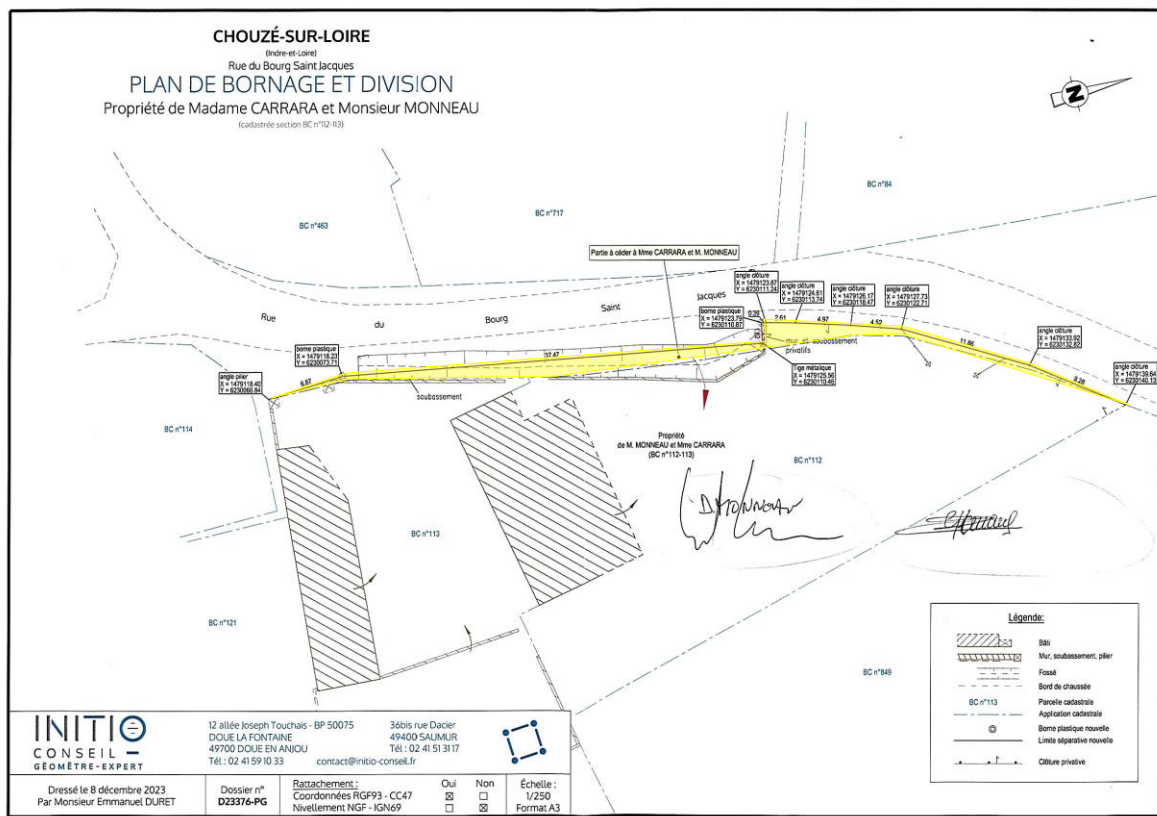 CHOUZÉ-SUR-LOIRE
(Indre-et-Loire)
Rue du Bourg Saint Jacques
PLAN DE BORNAGE ET DIVISION
Propriété de Madame CARRARA et Monsieur MONNEAU
(cadastrée section BC n°112-113)
N
BC n°84
BC n°463
BC n°717
Partie à céder à Mme CARRARA et M. MONNEAU
angle clôture
X = 1479123.87
Y = 6230111.24
angle clôture
X = 1479124.61
Y = 6230113.74
angle clôture
X = 1479126.17
Y = 6230118.47
angle clôture
X = 1479127.73
Y = 6230122.71
Rue du Bourg Saint Jacques
borne plastique
X = 1479123.79
Y = 6230110.87
0.39
2.61
4.97
4.52
11.86
9.26
angle clôture
X = 1479133.92
Y = 6230132.82
mur et soubassement
privatifs
borne plastique
X = 1479118.23
Y = 6230073.71
32.47
Tige métalique
X = 1479125.56
Y = 6230110.46
angle clôture
X = 1479139.64
Y = 6230140.13
angle pilier
X = 1479118.40
Y = 6230066.84
6.87
soubassement
BC n°114
Propriété
de M. MONNEAU et Mme CARRARA
(BC n°112-113)
BC n°112
D.MONNEAU
BC n°113
BC n°121
BC n°849
Légende:
Bâti
Mur, soubassement, pilier
Fossé
Bord de chaussée
BC n°113
Parcelle cadastrale
Application cadastrale
Borne plastique nouvelle
Limite séparative nouvelle
Clôture privative
INITIO
CONSEIL
GÉOMÈTRE-EXPERT
12 allée Joseph Touchais - BP 50075
DOUE LA FONTAINE
49700 DOUE EN ANJOU
Tél : 02 41 59 10 33
36bis rue Dacier
49400 SAUMUR
Tél : 02 41 51 31 17
contact@initio-conseil.fr
Dressé le 8 décembre 2023
Par Monsieur Emmanuel DURET
Dossier n°
D23376-PG
Rattachement :
Oui Non
Coordonnées RGF93 - CC47
Nivellement NGF - IGN69
Échelle :
1/250
Format A3